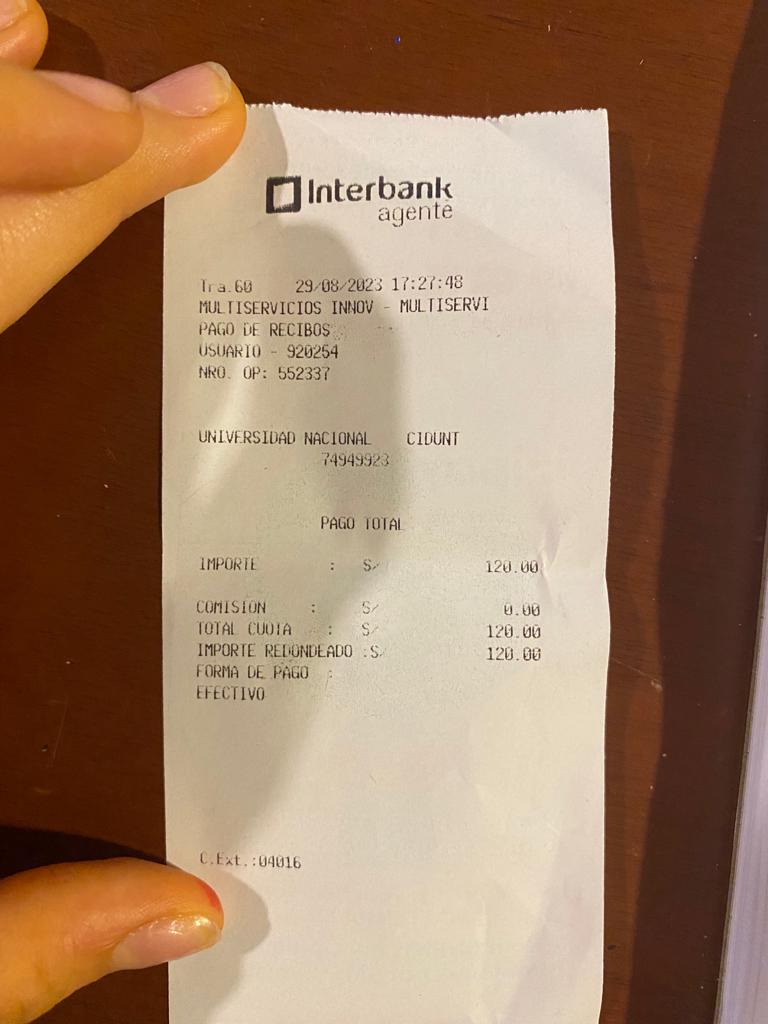 Interbank
agente
Tra.60 29/08/2023 17:27:48
MULTISERVICIOS INNOV - MULTISERVI
PAGO DE RECIBOS
USUARIO - 920254
NRO. OP: 552337
UNIVERSIDAD NACIONAL CIDUNT
74949923
PAGO TOTAL
IMPORTE : S/ 120.00
COMISION : S/ 0.00
TOTAL CUOTA : S/ 120.00
IMPORTE REDONDEADO :S/ 120.00
FORMA DE PAGO :
EFECTIVO
C.Ext.:04016